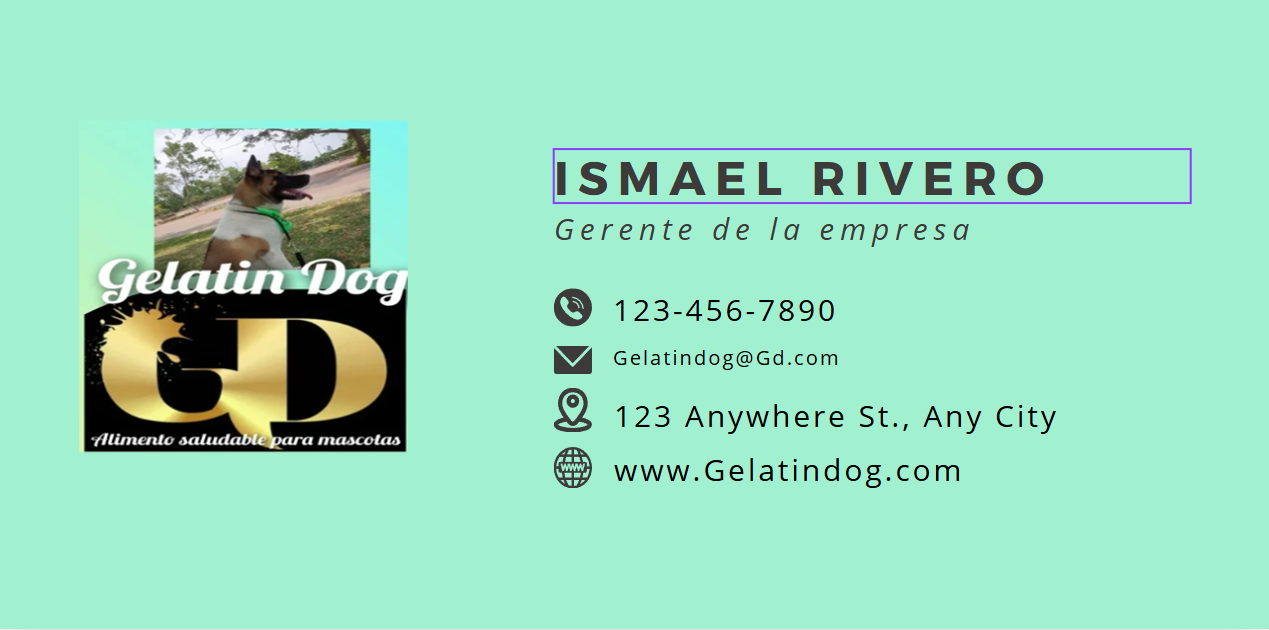 Gelatin Dog
GD
Alimento saludable para mascotas
ISMAEL RIVERO
Gerente de la empresa
123-456-7890
Gelatindog@Gd.com
123 Anywhere St., Any City
www
www.Gelatindog.com